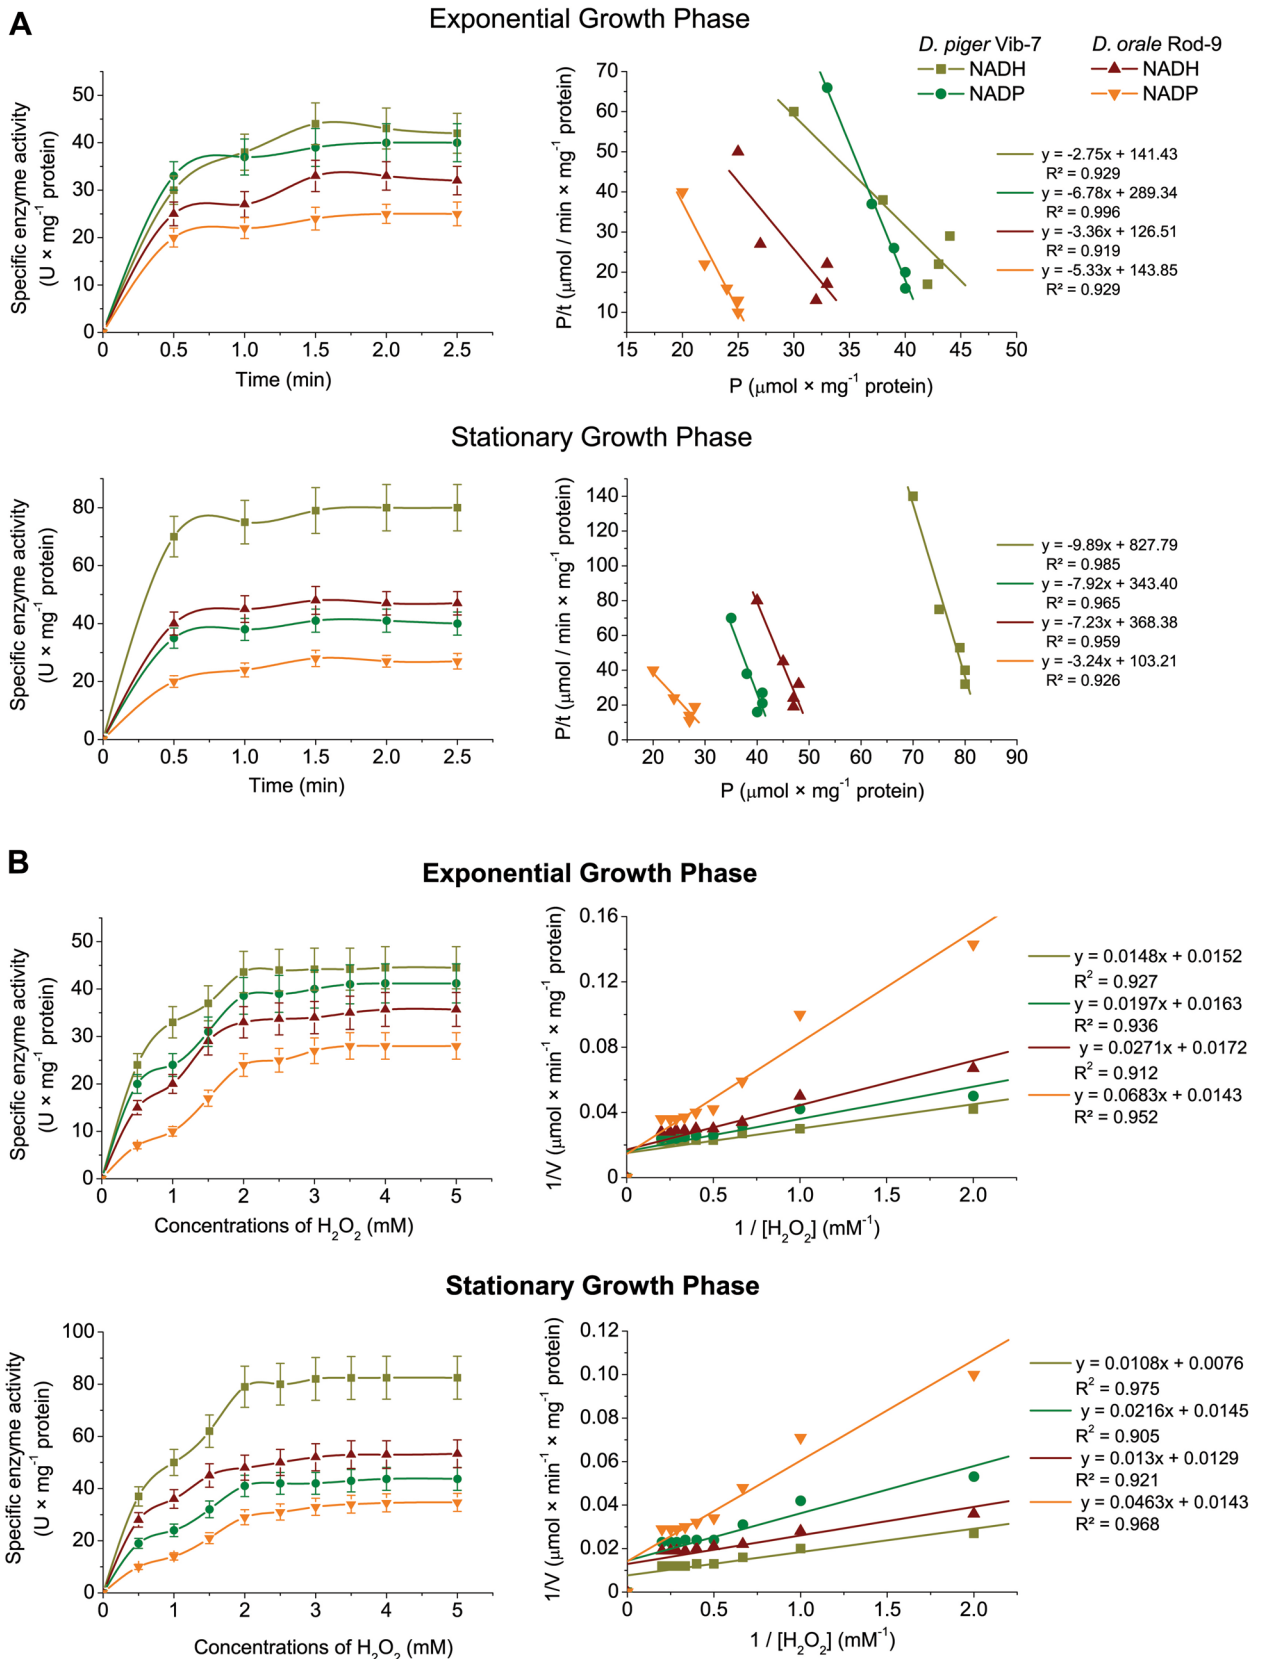 A
Exponential Growth Phase
D. piger Vib-7
D. orale Rod-9
NADH
NADH
NADP
NADP
Specific enzyme activity
(U × mg⁻¹ protein)
50
40
30
20
10
0
0
0.5
1.0
1.5
2.0
2.5
Time (min)
P/t (μmol / min × mg⁻¹ protein)
70
60
50
40
30
20
10
15
20
25
30
35
40
45
50
P (μmol × mg⁻¹ protein)
y = -2.75x + 141.43
R² = 0.929
y = -6.78x + 289.34
R² = 0.996
y = -3.36x + 126.51
R² = 0.919
y = -5.33x + 143.85
R² = 0.929
Stationary Growth Phase
Specific enzyme activity
(U × mg⁻¹ protein)
80
60
40
20
0
0
0.5
1.0
1.5
2.0
2.5
Time (min)
P/t (μmol / min × mg⁻¹ protein)
140
120
100
80
60
40
20
0
20
30
40
50
60
70
80
90
P (μmol × mg⁻¹ protein)
y = -9.89x + 827.79
R² = 0.985
y = -7.92x + 343.40
R² = 0.965
y = -7.23x + 368.38
R² = 0.959
y = -3.24x + 103.21
R² = 0.926
B
Exponential Growth Phase
Specific enzyme activity
(U × mg⁻¹ protein)
50
40
30
20
10
0
0
1
2
3
4
5
Concentrations of H₂O₂ (mM)
1/V (μmol × min⁻¹ × mg⁻¹ protein)
0.16
0.12
0.08
0.04
0
0
0.5
1.0
1.5
2.0
1 / [H₂O₂] (mM⁻¹)
y = 0.0148x + 0.0152
R² = 0.927
y = 0.0197x + 0.0163
R² = 0.936
y = 0.0271x + 0.0172
R² = 0.912
y = 0.0683x + 0.0143
R² = 0.952
Stationary Growth Phase
Specific enzyme activity
(U × mg⁻¹ protein)
100
80
60
40
20
0
0
1
2
3
4
5
Concentrations of H₂O₂ (mM)
1/V (μmol × min⁻¹ × mg⁻¹ protein)
0.12
0.10
0.08
0.06
0.04
0.02
0
0
0.5
1.0
1.5
2.0
1 / [H₂O₂] (mM⁻¹)
y = 0.0108x + 0.0076
R² = 0.975
y = 0.0216x + 0.0145
R² = 0.905
y = 0.013x + 0.0129
R² = 0.921
y = 0.0463x + 0.0143
R² = 0.968